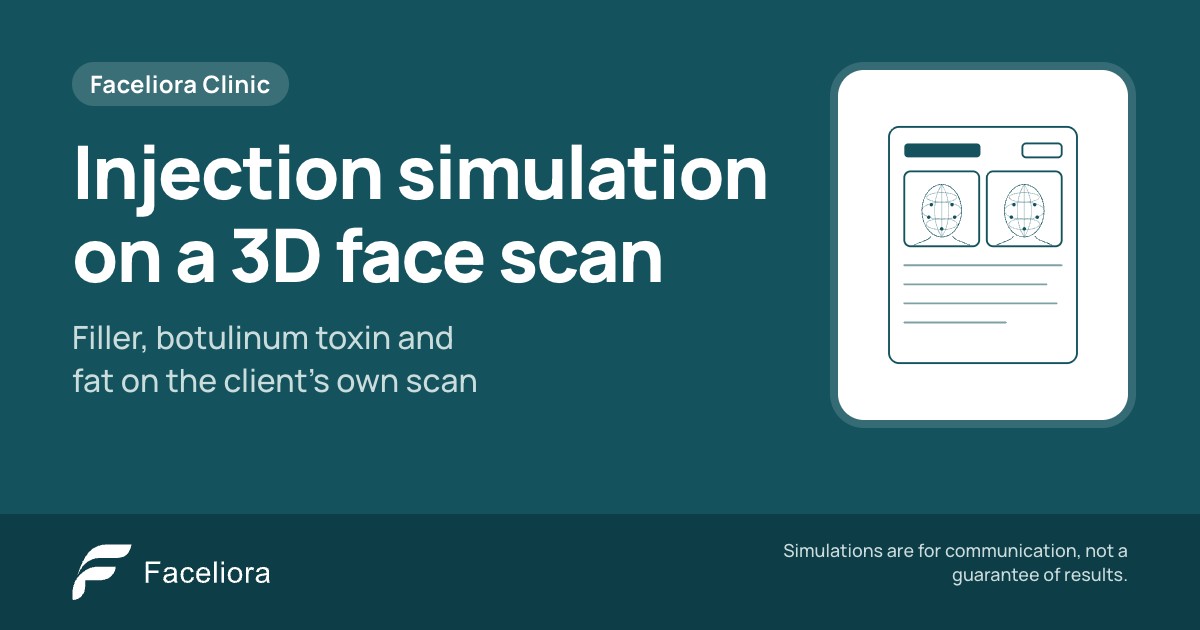 Faceliora Clinic
Injection simulation
on a 3D face scan
Filler, botulinum toxin and
fat on the client’s own scan
Faceliora
Simulations are for communication, not a
guarantee of results.